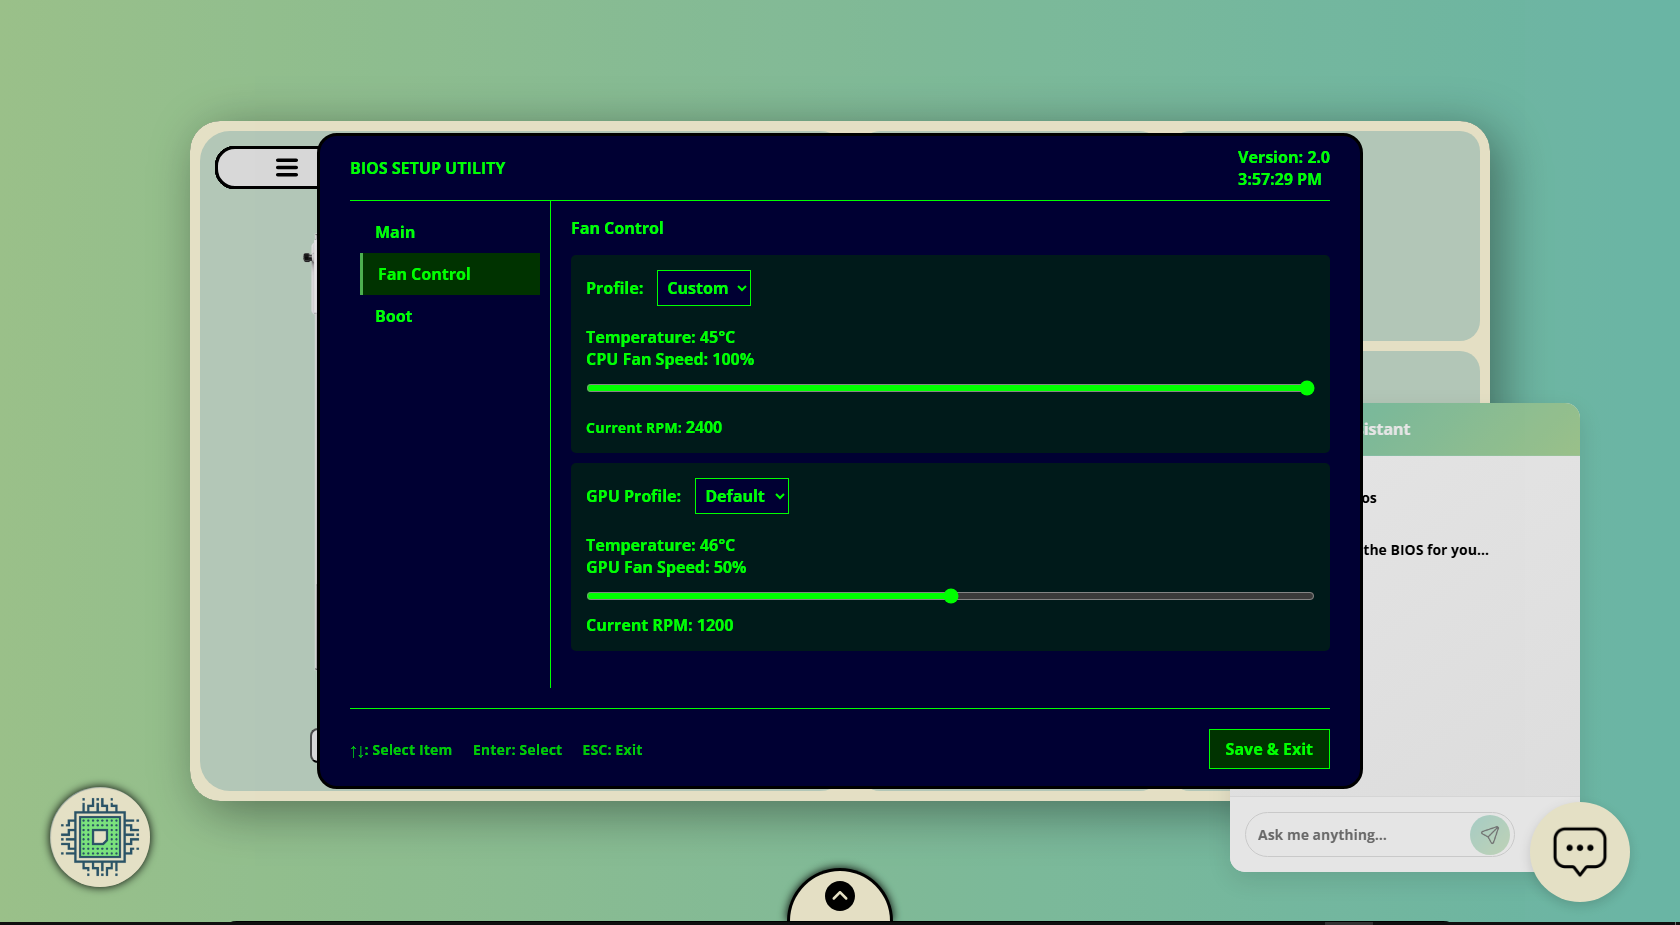 BIOS SETUP UTILITY
Version: 2.0
3:57:29 PM
Main
Fan Control
Boot
Fan Control
Profile: Custom
Temperature: 45°C
CPU Fan Speed: 100%
Current RPM: 2400
GPU Profile: Default
Temperature: 46°C
GPU Fan Speed: 50%
Current RPM: 1200
↑↓: Select Item Enter: Select ESC: Exit
Save & Exit
istant
os
the BIOS for you...
Ask me anything...